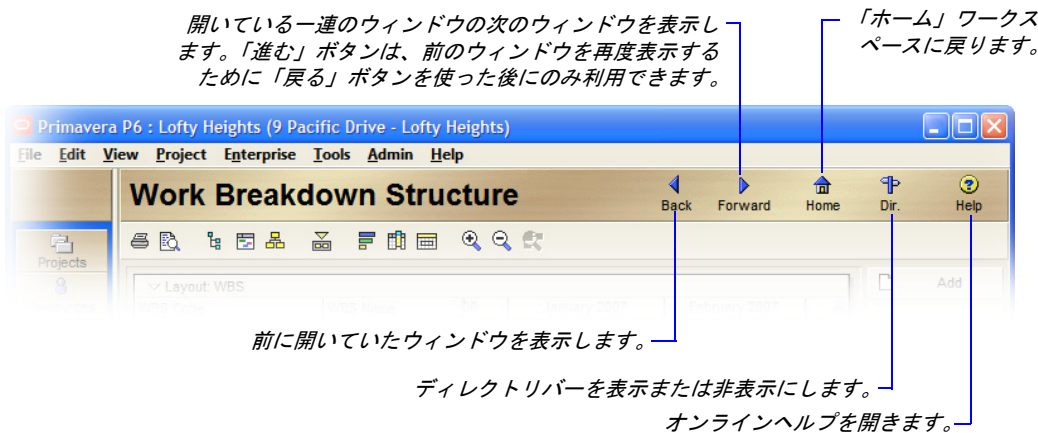 開いている一連のウィンドウの次のウィンドウを表示し
ます。「進む」ボタンは、前のウィンドウを再度表示する
ために「戻る」ボタンを使った後にのみ利用できます。
「ホーム」ワークス
ペースに戻ります。
Primavera P6 : Lofty Heights (9 Pacific Drive - Lofty Heights)
File Edit View Project Enterprise Tools Admin Help
Work Breakdown Structure
Back Forward Home Dir. Help
Projects
Layout: WBS
Add
WBS Code WBS Name January 2007 February 2007
前に開いていたウィンドウを表示します。
ディレクトリバーを表示または非表示にします。
オンラインヘルプを開きます。